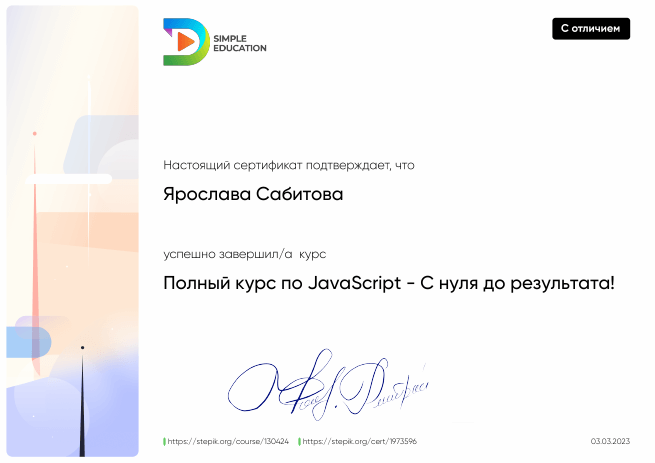 SIMPLE
EDUCATION
С отличием
Настоящий сертификат подтверждает, что
Ярослава Сабитова
успешно завершил/а курс
Полный курс по JavaScript - С нуля до результата!
https://stepik.org/course/130424
https://stepik.org/cert/1973596
03.03.2023